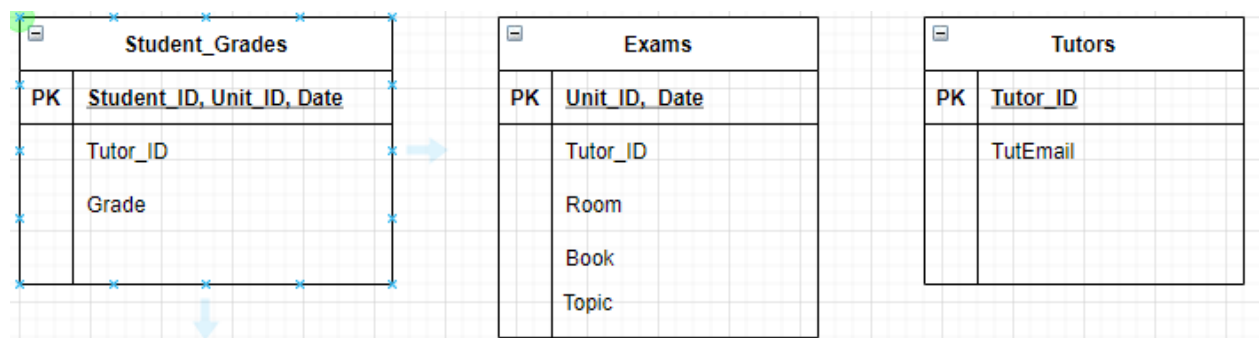 Student_Grades
PK Student_ID, Unit_ID, Date
Tutor_ID
Grade
Exams
PK Unit_ID, Date
Tutor_ID
Room
Book
Topic
Tutors
PK Tutor_ID
TutEmail